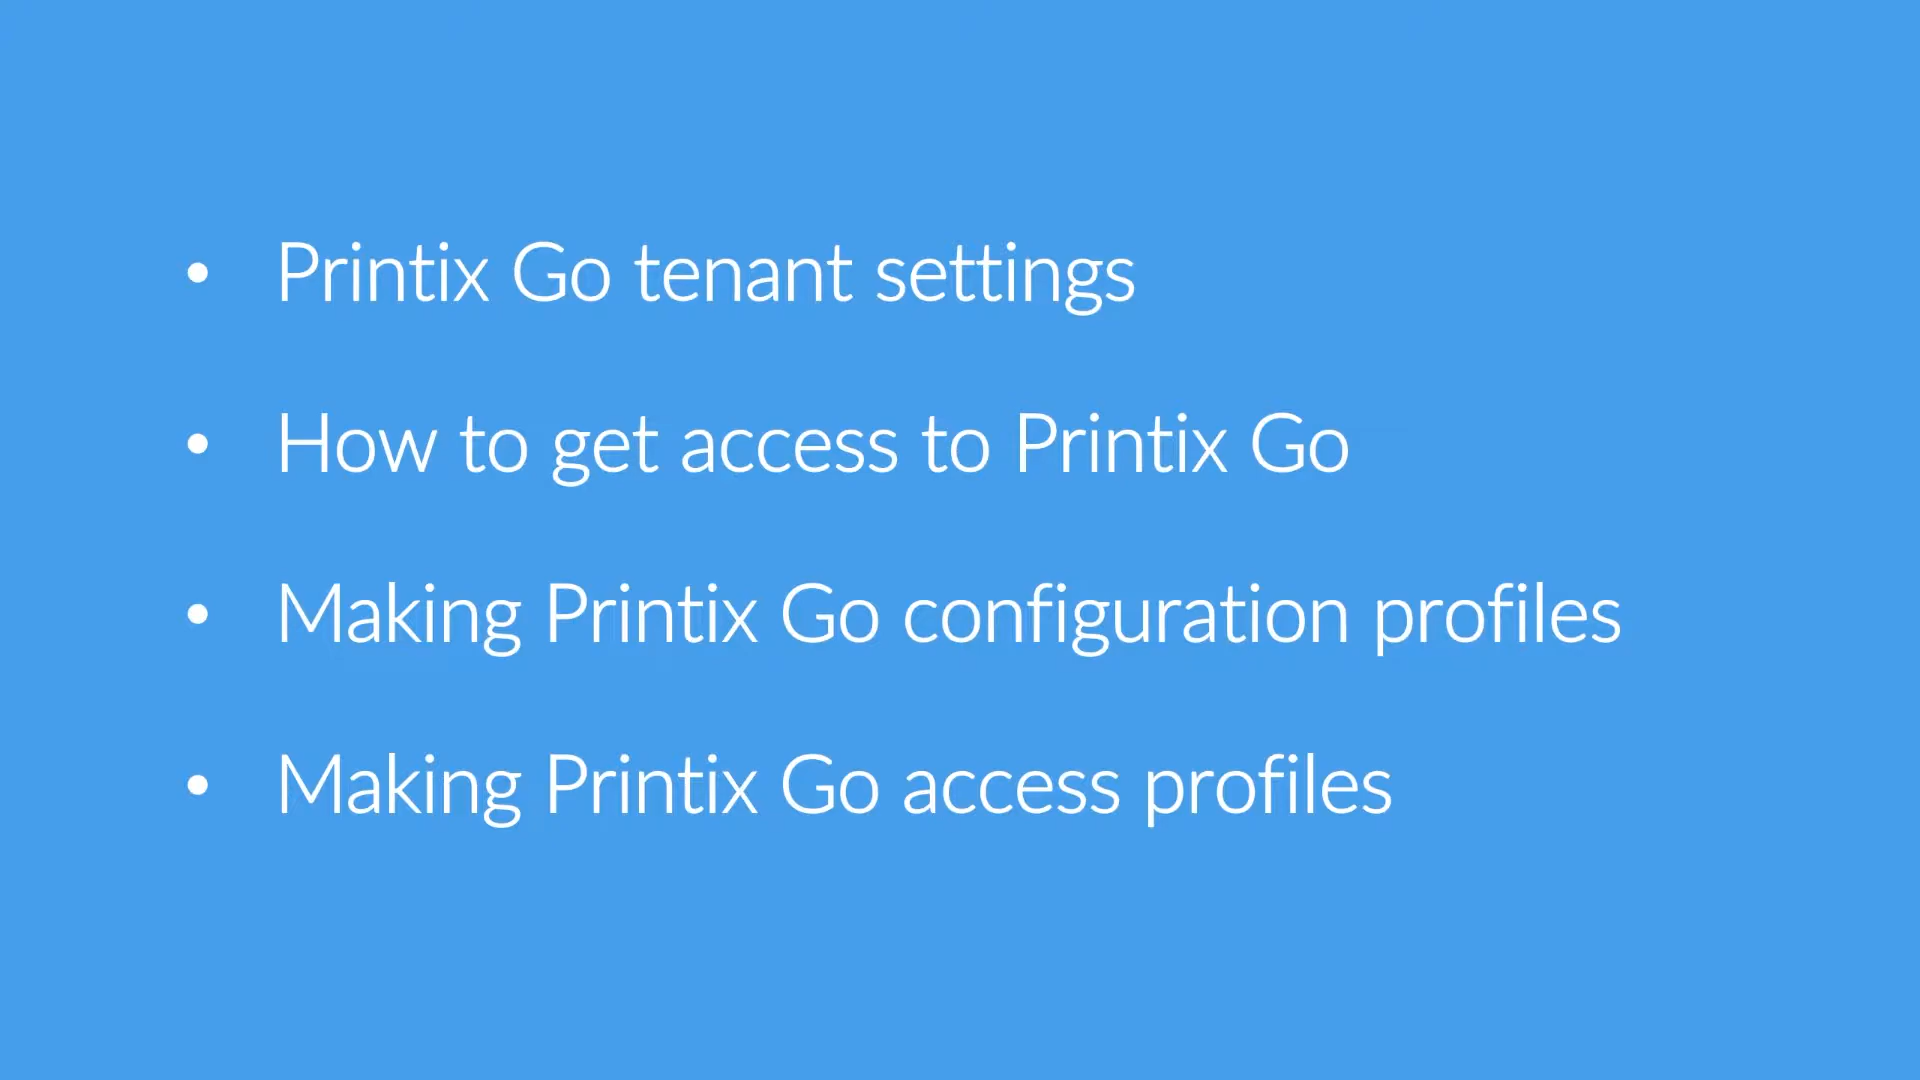 • Printix Go tenant settings
• How to get access to Printix Go
• Making Printix Go configuration profiles
• Making Printix Go access profiles